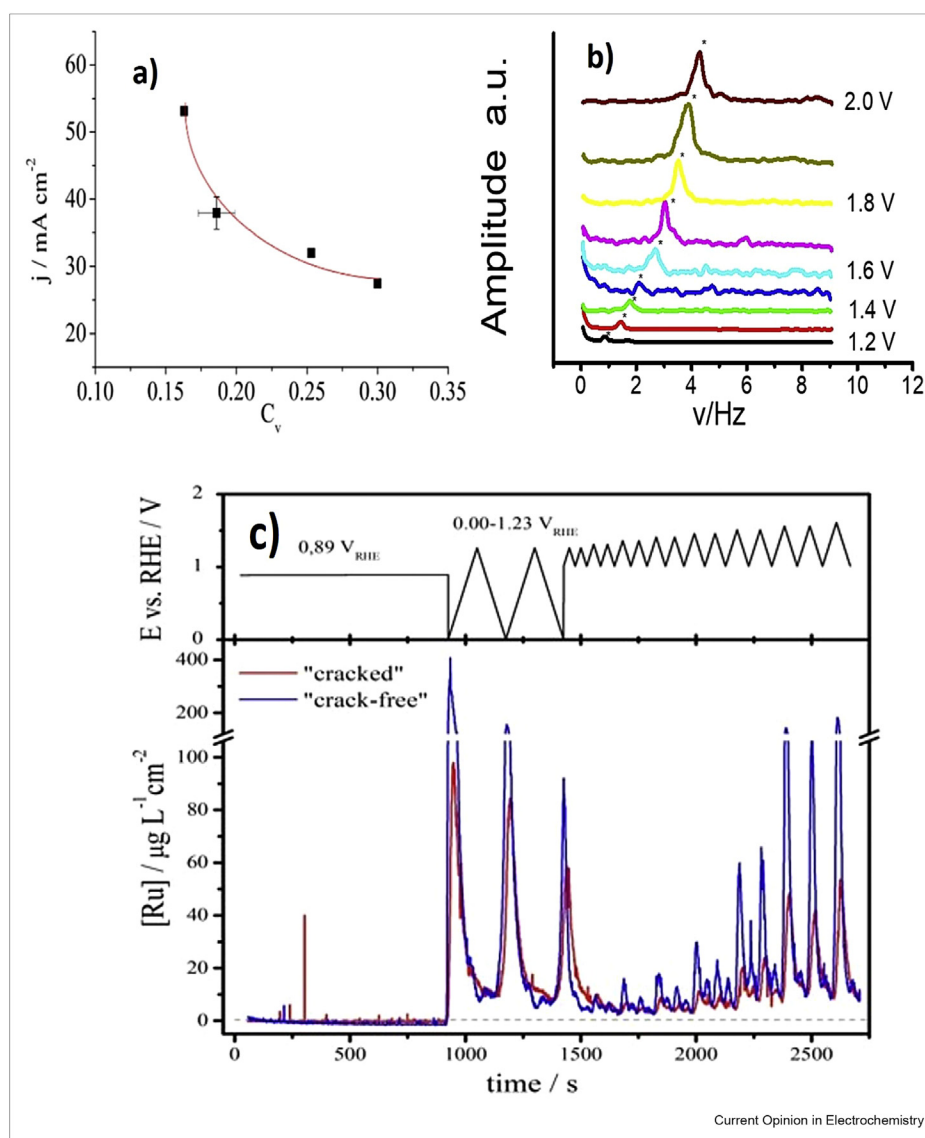 a)
60
50
40
30
20
j / mA cm⁻²
0.10 0.15 0.20 0.25 0.30 0.35
Cᵥ
b)
Amplitude a.u.
* 2.0 V
*
* 1.8 V
*
* 1.6 V
*
* 1.4 V
*
* 1.2 V
0 2 4 6 8 10 12
ν/Hz
c)
E vs. RHE / V
2
1
0
0,89 V_RHE
0.00-1.23 V_RHE
"cracked"
"crack-free"
[Ru] / µg L⁻¹cm⁻²
400
200
100
80
60
40
20
0
0 500 1000 1500 2000 2500
time / s
Current Opinion in Electrochemistry